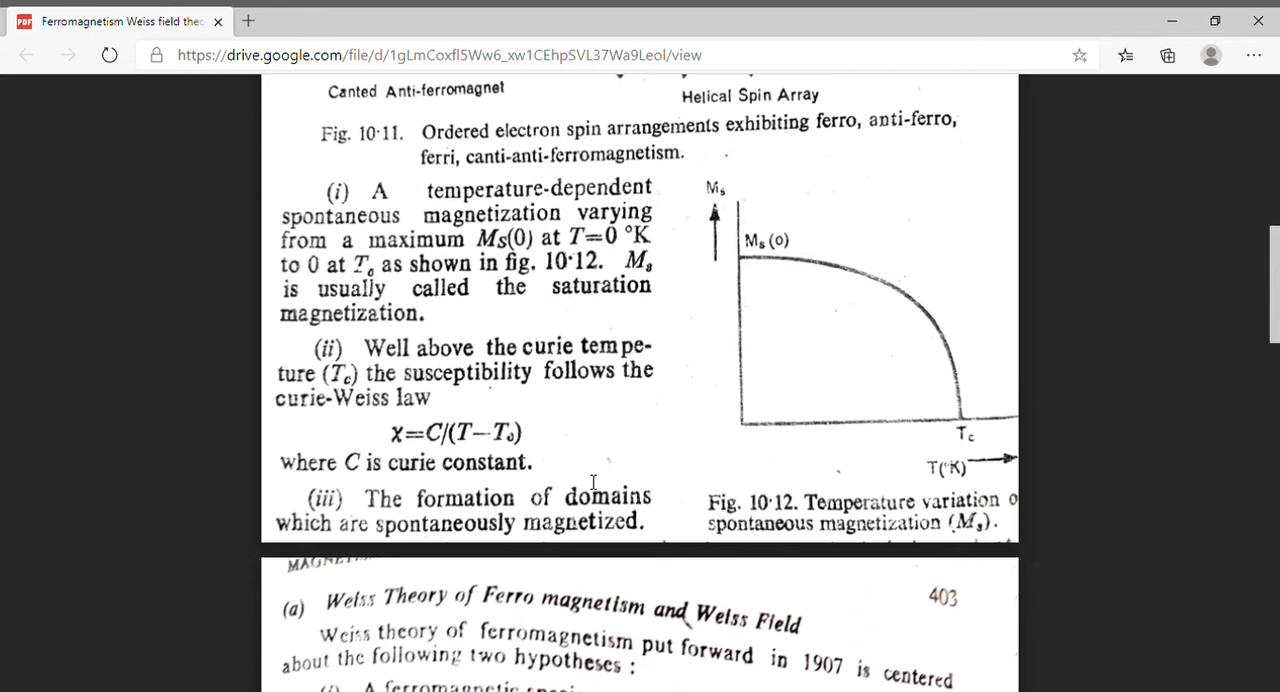 Ferromagnetism Weiss field theo
https://drive.google.com/file/d/1gLmCoxfl5Ww6_xw1CEhpSVL37Wa9Leol/view
Canted Anti-ferromagnet
Helical Spin Array
Fig. 10·11. Ordered electron spin arrangements exhibiting ferro, anti-ferro,
ferri, canti-anti-ferromagnetism.
(i) A temperature-dependent
spontaneous magnetization varying
from a maximum Ms(0) at T=0 °K
to 0 at Tc as shown in fig. 10·12. Ms
is usually called the saturation
magnetization.
(ii) Well above the curie tempe-
ture (Tc) the susceptibility follows the
curie-Weiss law
χ=C/(T−Tc)
where C is curie constant.
(iii) The formation of domains
which are spontaneously magnetized.
Ms
Ms (0)
Tc
T(°K)
Fig. 10·12. Temperature variation o
spontaneous magnetization (Ms).
403
(a) Weiss Theory of Ferro magnetism and Weiss Field
Weiss theory of ferromagnetism put forward in 1907 is centered
about the following two hypotheses :
(i) A ferromagnetic